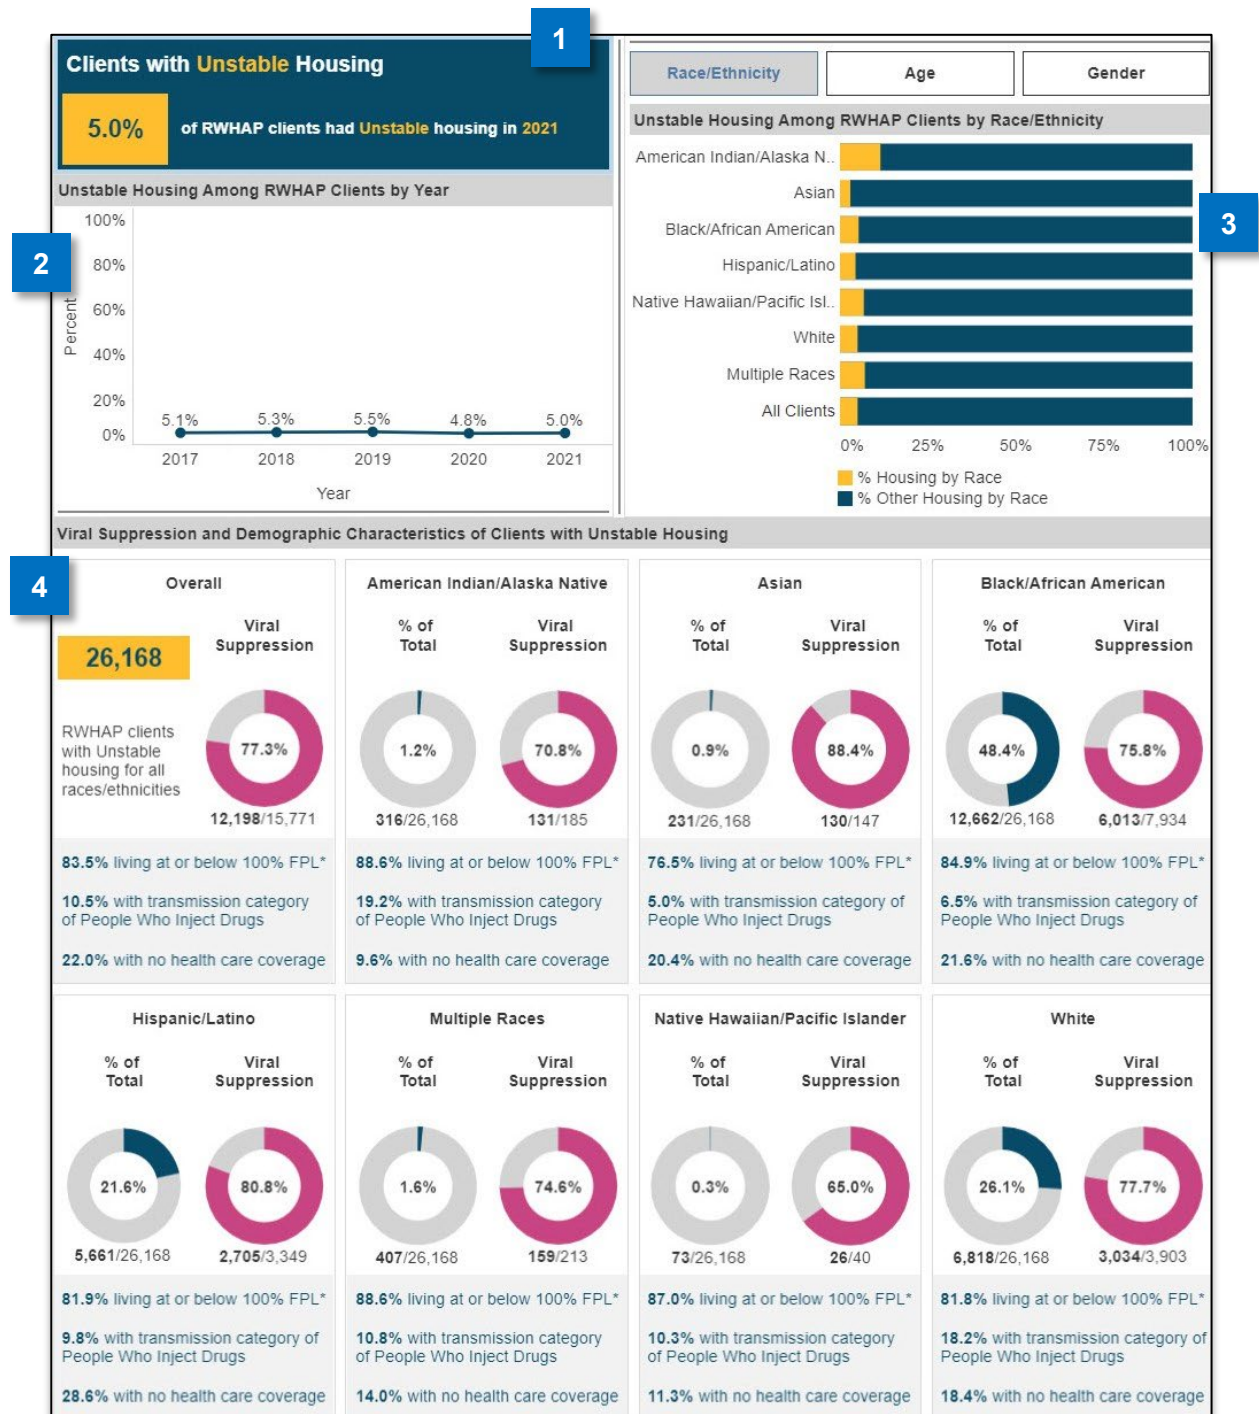 1
Clients with Unstable Housing
5.0%
of RWHAP clients had Unstable housing in 2021
Unstable Housing Among RWHAP Clients by Year
2
100%
80%
60%
40%
20%
0%
Percent
5.1%
5.3%
5.5%
4.8%
5.0%
2017
2018
2019
2020
2021
Year
Race/Ethnicity
Age
Gender
Unstable Housing Among RWHAP Clients by Race/Ethnicity
3
American Indian/Alaska N..
Asian
Black/African American
Hispanic/Latino
Native Hawaiian/Pacific Isl..
White
Multiple Races
All Clients
0%
25%
50%
75%
100%
% Housing by Race
% Other Housing by Race
Viral Suppression and Demographic Characteristics of Clients with Unstable Housing
4
Overall
26,168
RWHAP clients
with Unstable
housing for all
races/ethnicities
Viral
Suppression
77.3%
12,198/15,771
83.5% living at or below 100% FPL*
10.5% with transmission category
of People Who Inject Drugs
22.0% with no health care coverage
American Indian/Alaska Native
% of
Total
Viral
Suppression
1.2%
70.8%
316/26,168
131/185
88.6% living at or below 100% FPL*
19.2% with transmission category
of People Who Inject Drugs
9.6% with no health care coverage
Asian
% of
Total
Viral
Suppression
0.9%
88.4%
231/26,168
130/147
76.5% living at or below 100% FPL*
5.0% with transmission category of
People Who Inject Drugs
20.4% with no health care coverage
Black/African American
% of
Total
Viral
Suppression
48.4%
75.8%
12,662/26,168
6,013/7,934
84.9% living at or below 100% FPL*
6.5% with transmission category of
People Who Inject Drugs
21.6% with no health care coverage
Hispanic/Latino
% of
Total
Viral
Suppression
21.6%
80.8%
5,661/26,168
2,705/3,349
81.9% living at or below 100% FPL*
9.8% with transmission category of
People Who Inject Drugs
28.6% with no health care coverage
Multiple Races
% of
Total
Viral
Suppression
1.6%
74.6%
407/26,168
159/213
88.6% living at or below 100% FPL*
10.8% with transmission category
of People Who Inject Drugs
14.0% with no health care coverage
Native Hawaiian/Pacific Islander
% of
Total
Viral
Suppression
0.3%
65.0%
73/26,168
26/40
87.0% living at or below 100% FPL*
10.3% with transmission category
of People Who Inject Drugs
11.3% with no health care coverage
White
% of
Total
Viral
Suppression
26.1%
77.7%
6,818/26,168
3,034/3,903
81.8% living at or below 100% FPL*
18.2% with transmission category of
People Who Inject Drugs
18.4% with no health care coverage